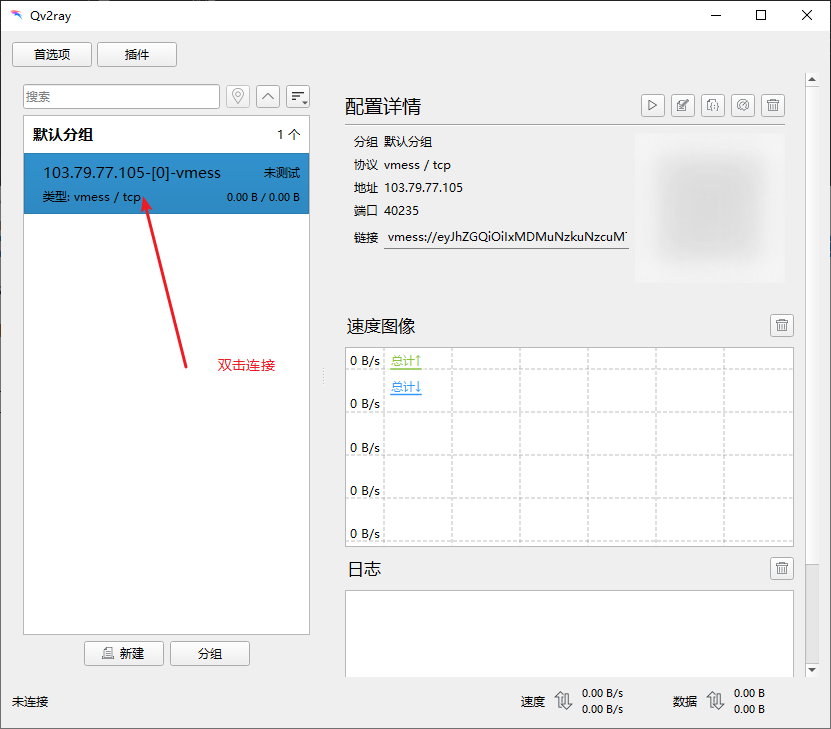 Qv2ray
首选项
插件
搜索
默认分组
1 个
103.79.77.105-[0]-vmess
未测试
类型: vmess / tcp
0.00 B / 0.00 B
双击连接
新建
分组
配置详情
分组 默认分组
协议 vmess / tcp
地址 103.79.77.105
端口 40235
链接 vmess://eyJhZGQiOiIxMDMuNzkuNzcuM
速度图像
0 B/s
总计↑
总计↓
0 B/s
0 B/s
0 B/s
0 B/s
日志
未连接
速度
0.00 B/s
0.00 B/s
数据
0.00 B
0.00 B